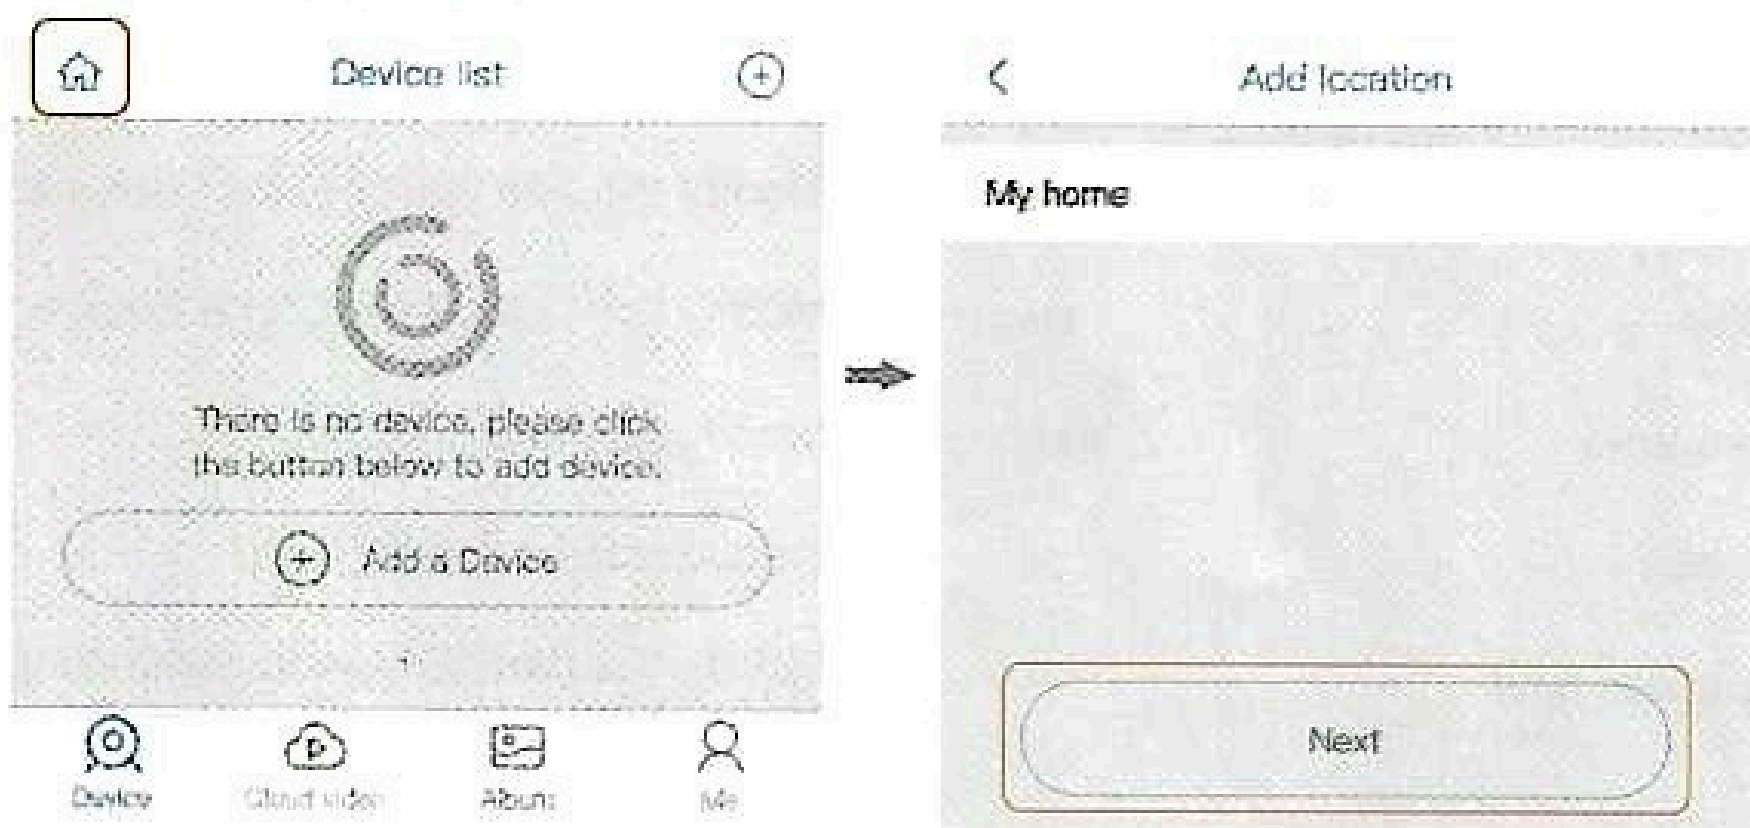 Device list
There is no device, please click
the button below to add device.
Add a Device
Device
Cloud video
Album
Me
Add location
My home
Next